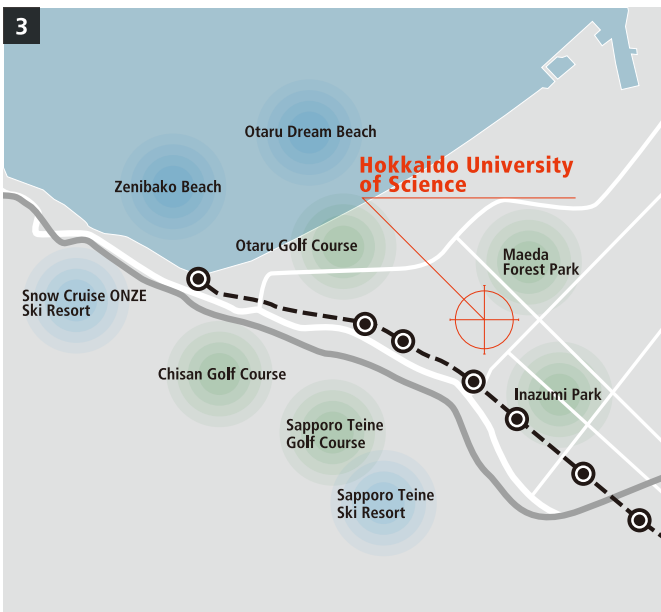 3
Otaru Dream Beach
Hokkaido University
of Science
Zenibako Beach
Otaru Golf Course
Maeda
Forest Park
Snow Cruise ONZE
Ski Resort
Chisan Golf Course
Inazumi Park
Sapporo Teine
Golf Course
Sapporo Teine
Ski Resort